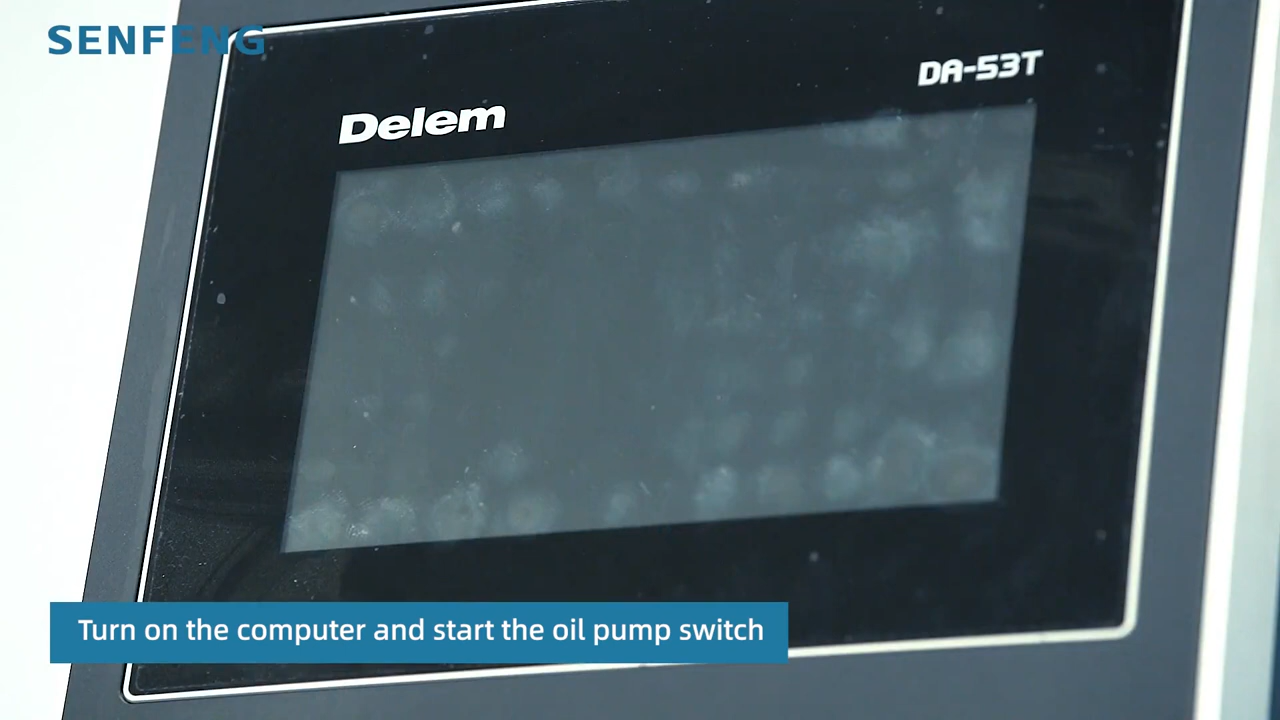 SENFENG
DA-53T
Delem
Turn on the computer and start the oil pump switch